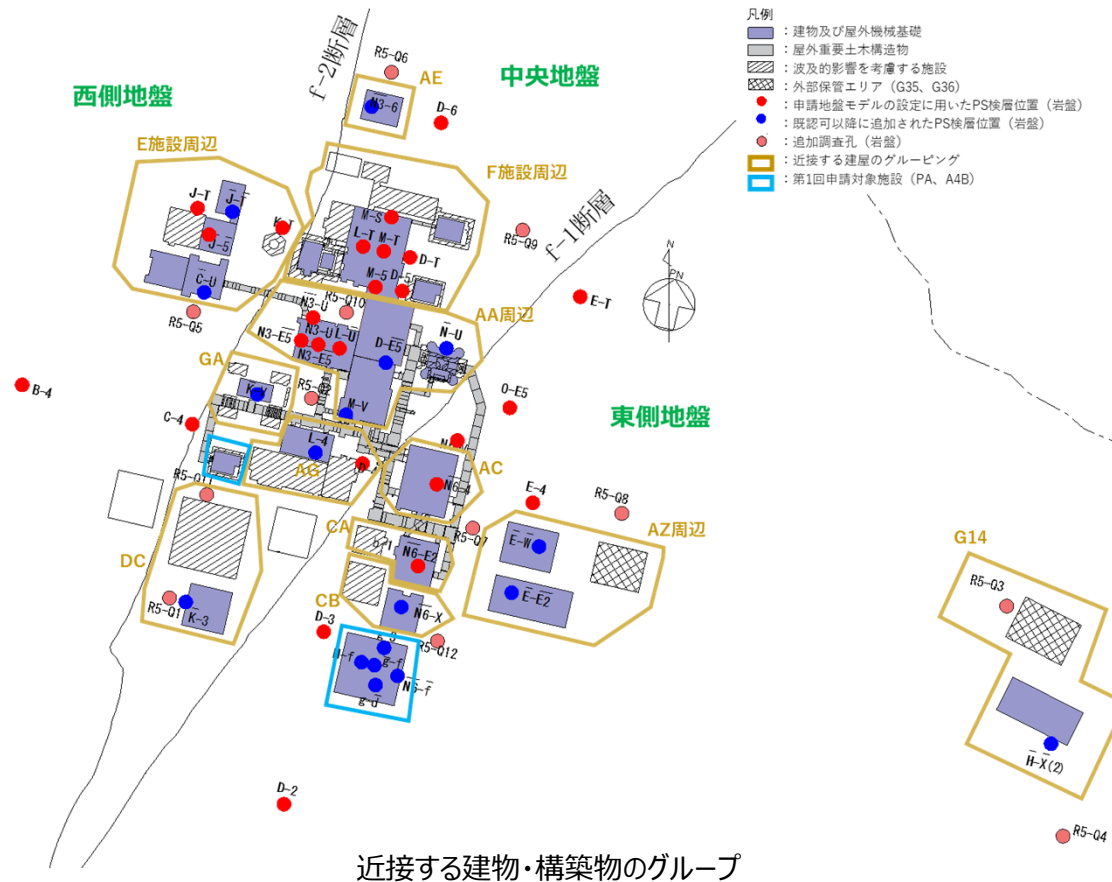 凡例
：建物及び屋外機械基礎
：屋外重要土木構造物
：波及的影響を考慮する施設
：外部保管エリア（G35、G36）
：申請地盤モデルの設定に用いたPS検層位置（岩盤）
：既認可以降に追加されたPS検層位置（岩盤）
：追加調査孔（岩盤）
：近接する建屋のグルーピング
：第1回申請対象施設（PA、A4B）
f-2断層
R5-Q6
AE
中央地盤
西側地盤
N3-6
D-6
E施設周辺
F施設周辺
f-1断層
J-T
J-T
K-T
J-5
M-S
L-T
M-T
D-T
R5-Q9
C-U
M-5
D-5
E-T
N
PN
R5-Q5
N3-U
R5-Q10
AA周辺
N-U
N3-E5
N3-U
L-U
N3-E5
D-E5
GA
K-V
R5-Q2
M-V
O-E5
東側地盤
B-4
C-4
L-4
AG
AC
N6-4
R5-Q11
E-4
R5-Q8
R5-Q7
AZ周辺
G14
CA
DC
N6-E2
E-W
R5-Q3
E-E2
CB
R5-Q1
K-3
N6-X
D-3
R5-Q12
H-f
g-f
N6-f
g-d
H-X(2)
D-2
R5-Q4
近接する建物・構築物のグループ